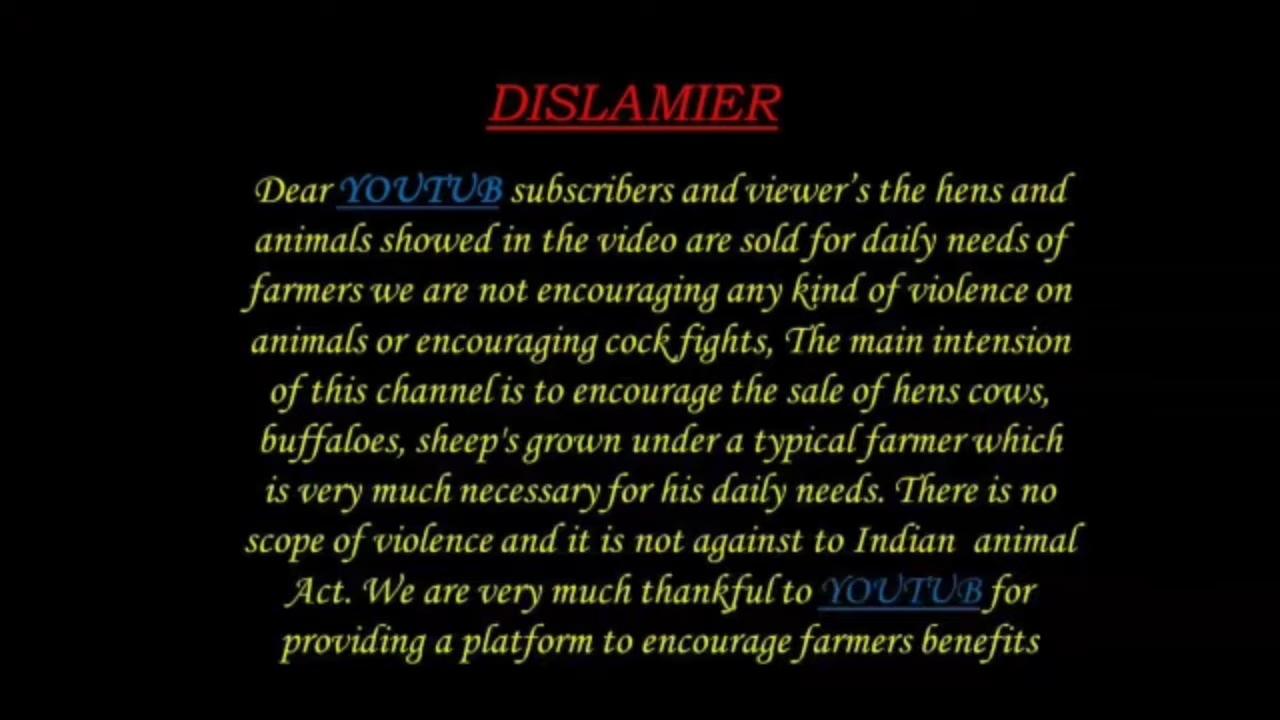 DISLAMIER
Dear YOUTUB subscribers and viewer’s the hens and
animals showed in the video are sold for daily needs of
farmers we are not encouraging any kind of violence on
animals or encouraging cock fights, The main intension
of this channel is to encourage the sale of hens cows,
buffaloes, sheep's grown under a typical farmer which
is very much necessary for his daily needs. There is no
scope of violence and it is not against to Indian animal
Act. We are very much thankful to YOUTUB for
providing a platform to encourage farmers benefits